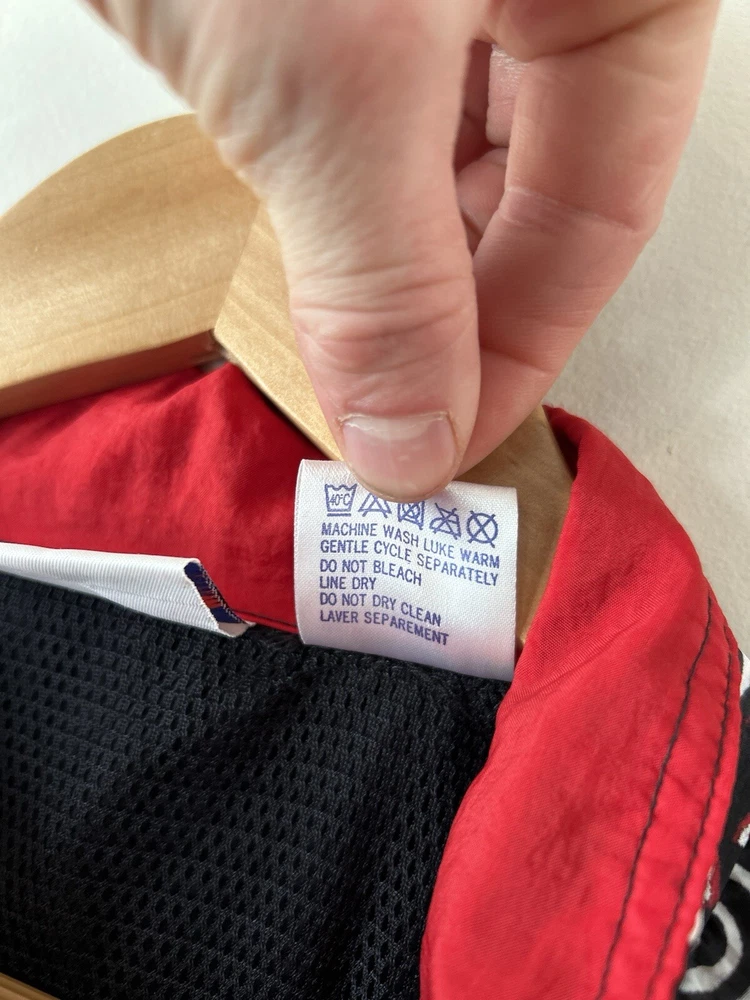 40°C
MACHINE WASH LUKE WARM
GENTLE CYCLE SEPARATELY
DO NOT BLEACH
LINE DRY
DO NOT DRY CLEAN
LAVER SEPAREMENT